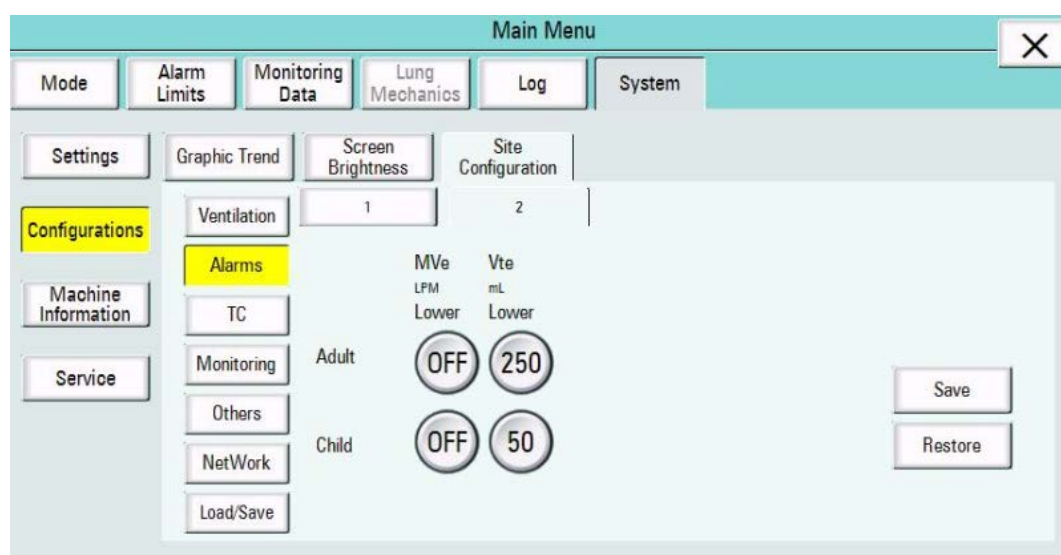 Main Menu
X
Mode
Alarm
Limits
Monitoring
Data
Lung
Mechanics
Log
System
Settings
Graphic Trend
Screen
Brightness
Site
Configuration
Configurations
Ventilation
1
2
Alarms
MVe
Vte
LPM
mL
Machine
Information
TC
Lower
Lower
Monitoring
Adult
OFF
250
Service
Save
Others
Child
OFF
50
Restore
NetWork
Load/Save